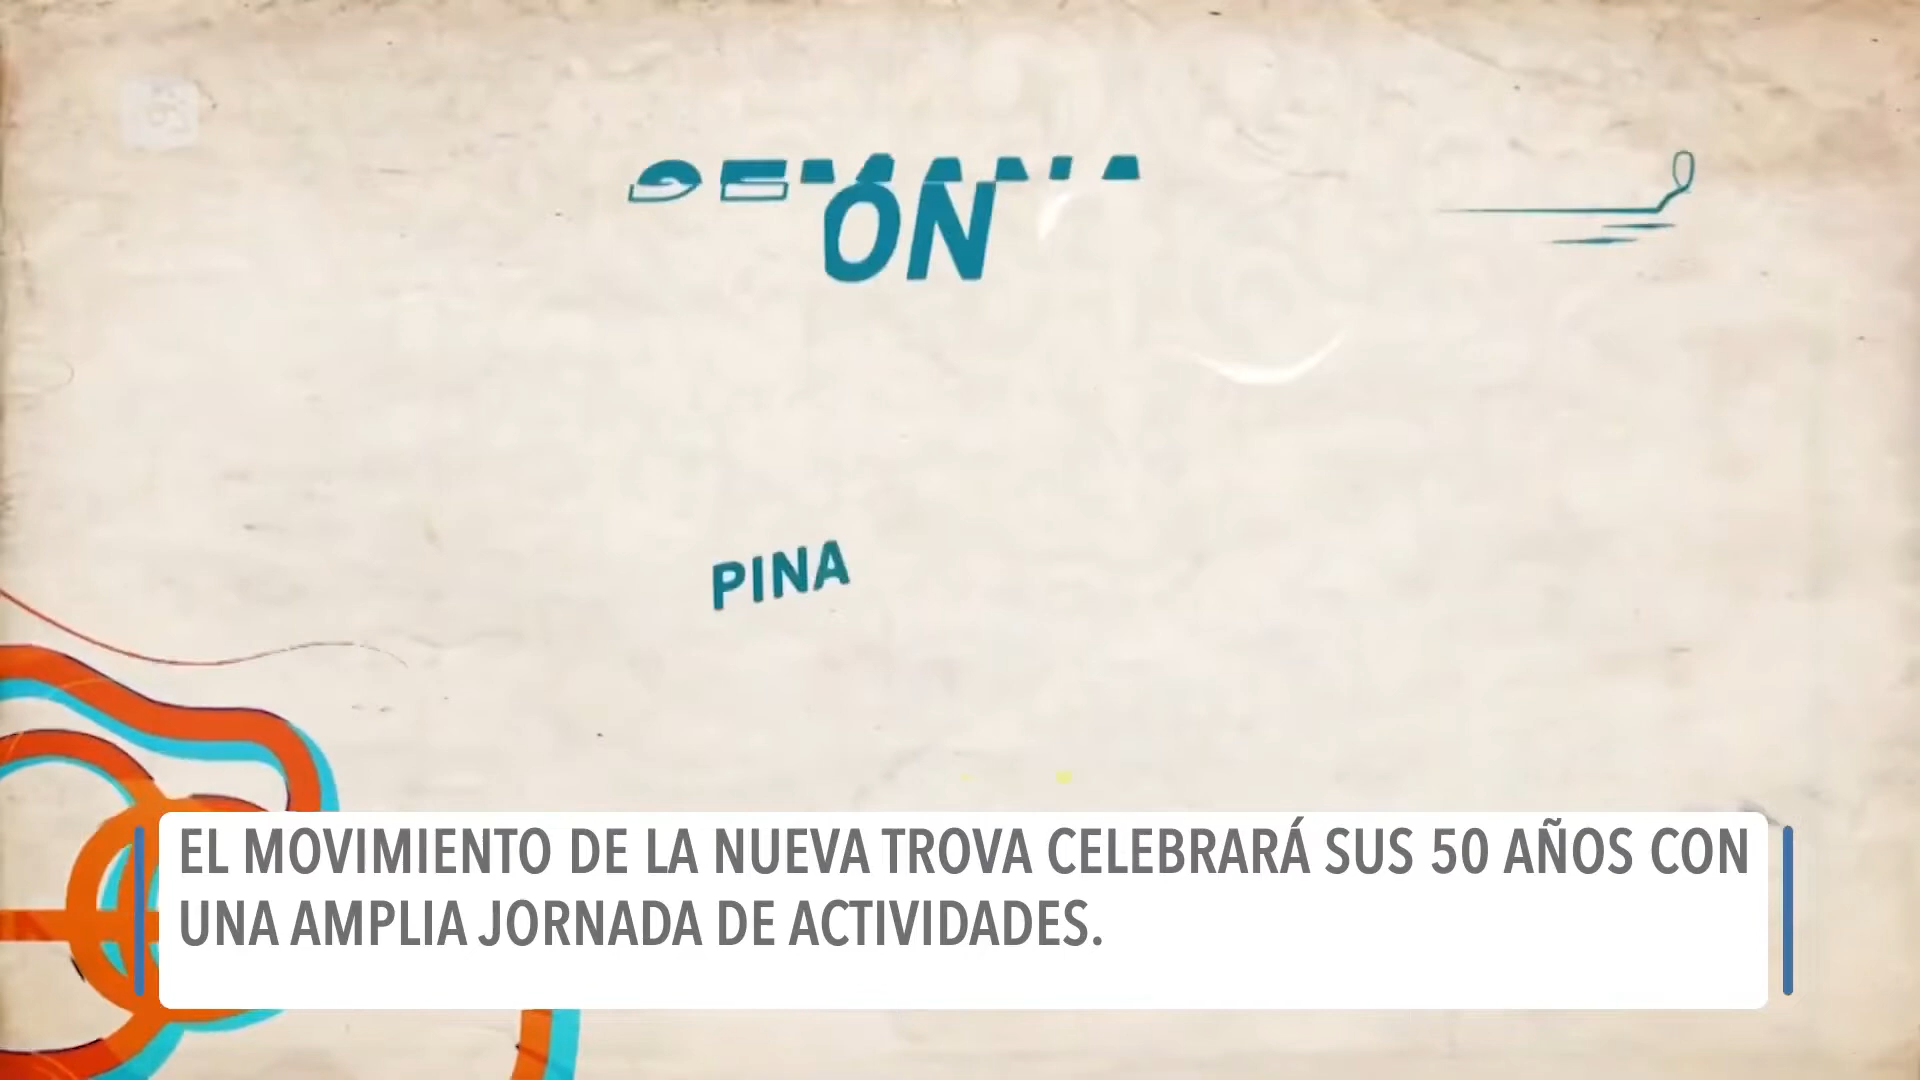 ON
PINA
EL MOVIMIENTO DE LA NUEVA TROVA CELEBRARÁ SUS 50 AÑOS CON
UNA AMPLIA JORNADA DE ACTIVIDADES.